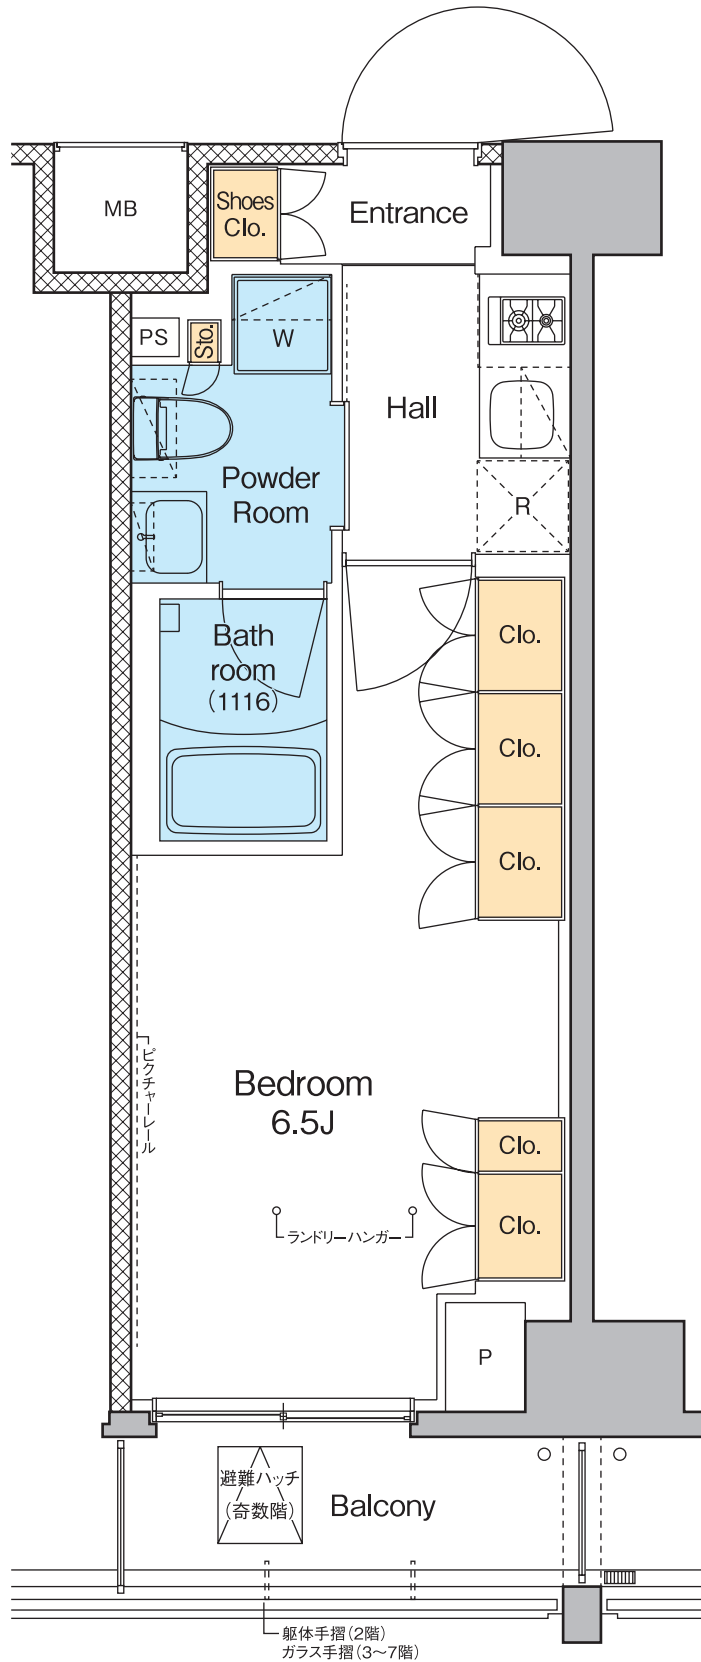 MB
Shoes
Clo.
Entrance
PS
Sto.
W
Hall
Powder
Room
R
Bath
room
(1116)
Clo.
Clo.
Clo.
ピクチャーレール
Bedroom
6.5J
Clo.
Clo.
ランドリーハンガー
P
避難ハッチ
(奇数階)
Balcony
躯体手摺(2階)
ガラス手摺(3〜7階)